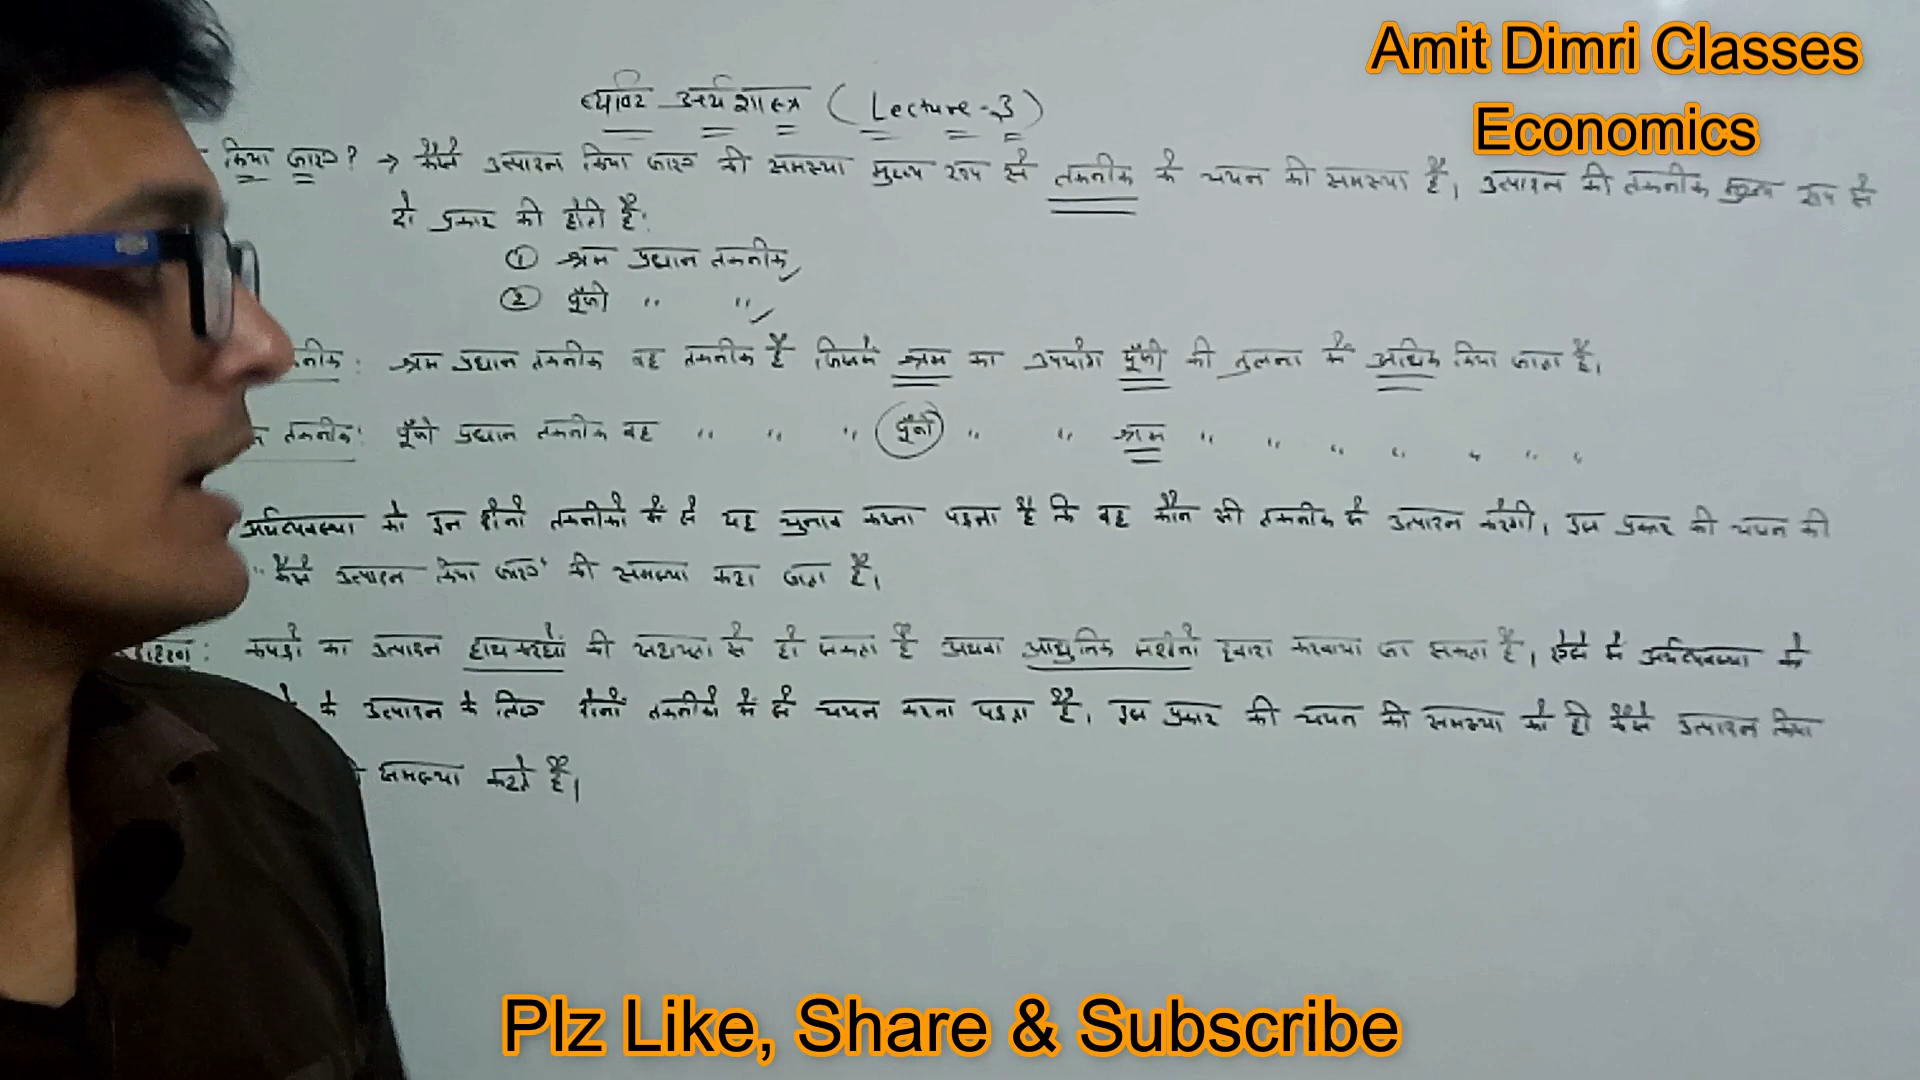 Amit Dimri Classes
Economics
व्यष्टि अर्थशास्त्र (Lecture-3)
किया जाए? → कैसे उत्पादन किया जाए की समस्या मुख्य रूप से तकनीक के चयन की समस्या है। उत्पादन की तकनीक मुख्य रूप से
दो प्रकार की होती है:
① श्रम प्रधान तकनीक
② पूँजी " "
तकनीक: श्रम प्रधान तकनीक वह तकनीक है जिसमें श्रम का उपयोग पूँजी की तुलना में अधिक किया जाता है।
तकनीक: पूँजी प्रधान तकनीक वह " " " पूँजी " " श्रम " " " " " " "
अर्थव्यवस्था को इन दोनों तकनीकों में से यह चुनाव करना पड़ता है कि वह कौन सी तकनीक से उत्पादन करेगी। इस प्रकार की चयन की
"कैसे उत्पादन किया जाए" की समस्या कहा जाता है।
कपड़ो का उत्पादन हाथकरघों की सहायता से हो सकता है अथवा आधुनिक मशीनों द्वारा करवाया जा सकता है। ऐसे में अर्थव्यवस्था को
के उत्पादन के लिए दोनों तकनीकों में से चयन करना पड़ता है। इस प्रकार की चयन की समस्या को ही कैसे उत्पादन किया
समस्या कहते हैं।
Plz Like, Share & Subscribe